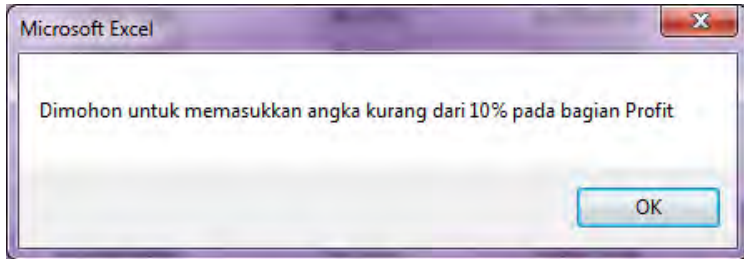 Microsoft Excel
Dimohon untuk memasukkan angka kurang dari 10% pada bagian Profit
OK